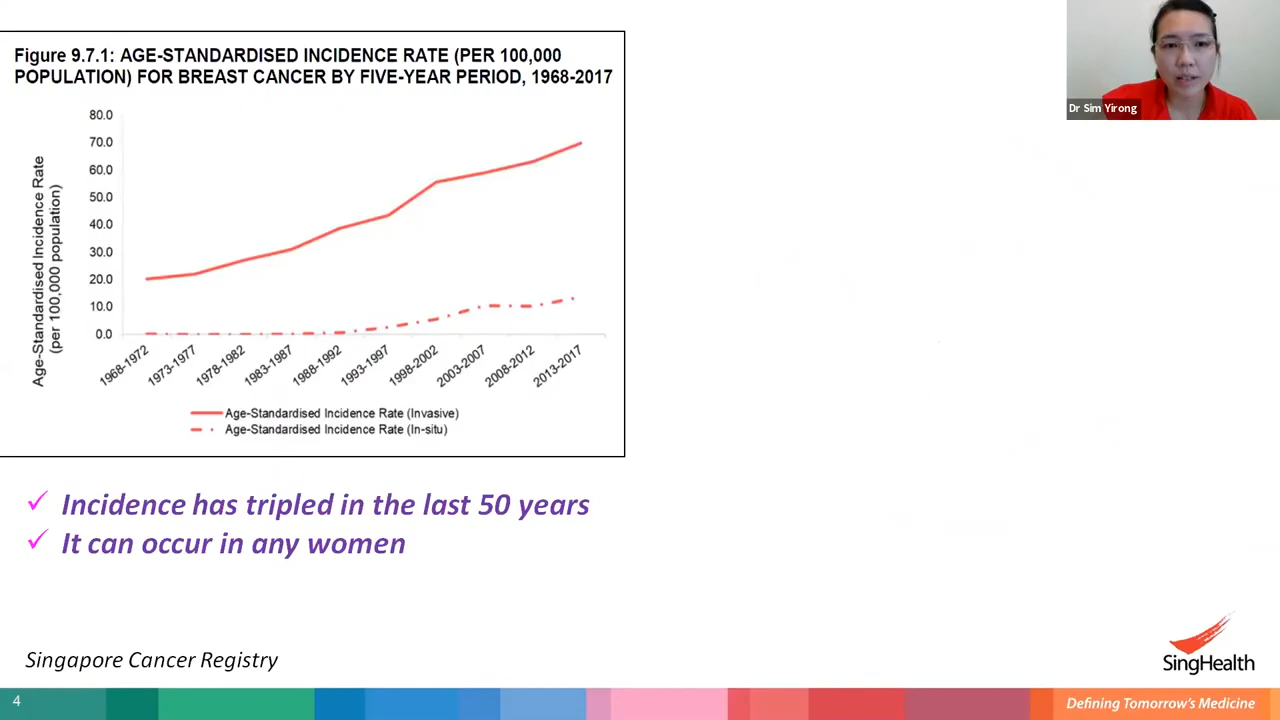 Figure 9.7.1: AGE-STANDARDISED INCIDENCE RATE (PER 100,000
POPULATION) FOR BREAST CANCER BY FIVE-YEAR PERIOD, 1968-2017
Age-Standardised Incidence Rate
(per 100,000 population)
80.0
70.0
60.0
50.0
40.0
30.0
20.0
10.0
0.0
1968-1972
1973-1977
1978-1982
1983-1987
1988-1992
1993-1997
1998-2002
2003-2007
2008-2012
2013-2017
Age-Standardised Incidence Rate (Invasive)
Age-Standardised Incidence Rate (In-situ)
Dr Sim Yirong
✓ Incidence has tripled in the last 50 years
✓ It can occur in any women
Singapore Cancer Registry
SingHealth
4
Defining Tomorrow's Medicine